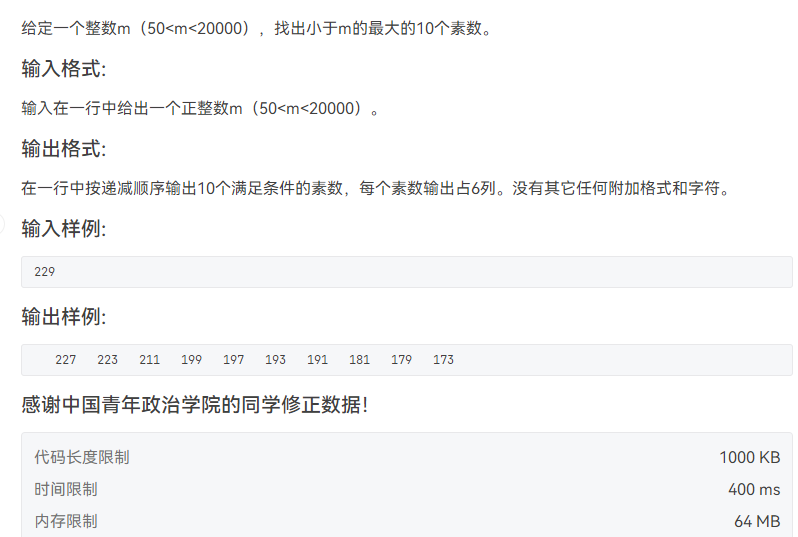 给定一个整数m（50<m<20000），找出小于m的最大的10个素数。
输入格式:
输入在一行中给出一个正整数m（50<m<20000）。
输出格式:
在一行中按递减顺序输出10个满足条件的素数，每个素数输出占6列。没有其它任何附加格式和字符。
输入样例:
229
输出样例:
   227   223   211   199   197   193   191   181   179   173
感谢中国青年政治学院的同学修正数据！
代码长度限制 1000 KB
时间限制 400 ms
内存限制 64 MB